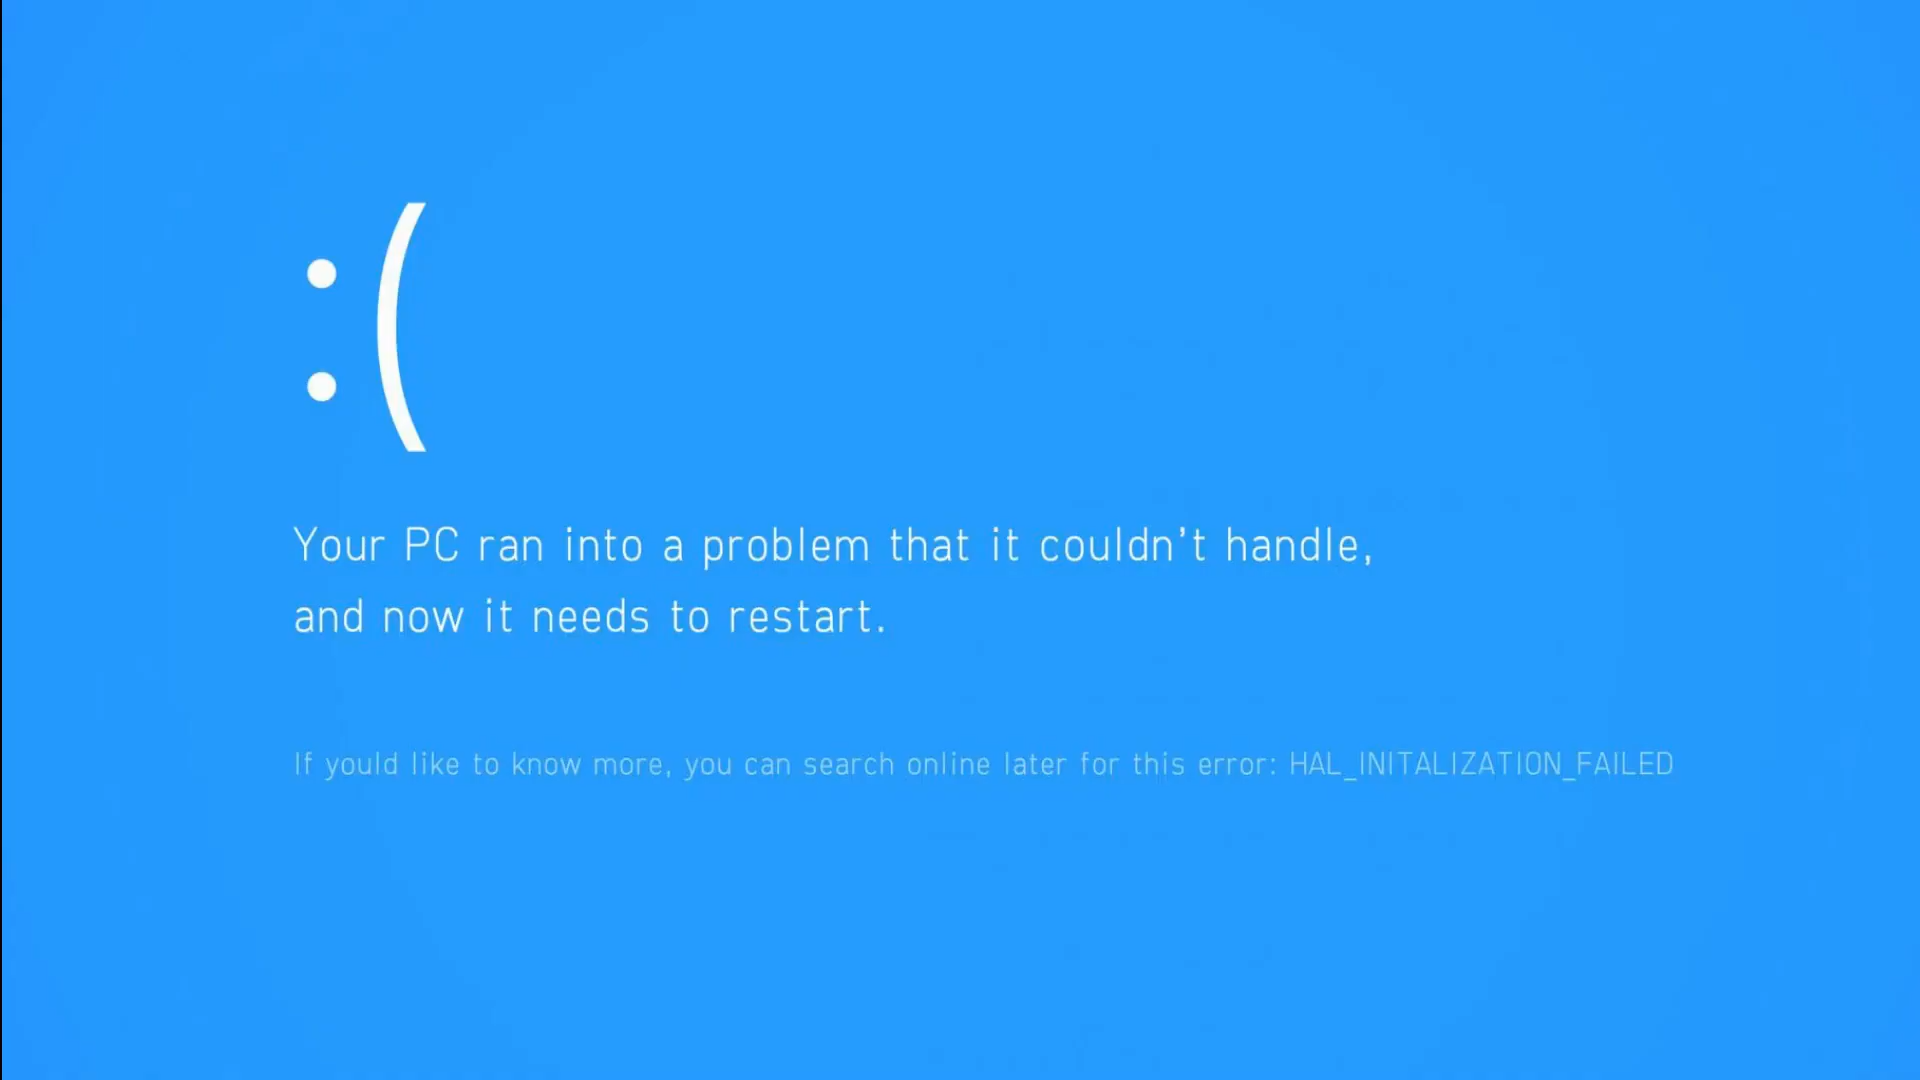 :(
Your PC ran into a problem that it couldn't handle,
and now it needs to restart.
If yould like to know more, you can search online later for this error: HAL_INITALIZATION_FAILED